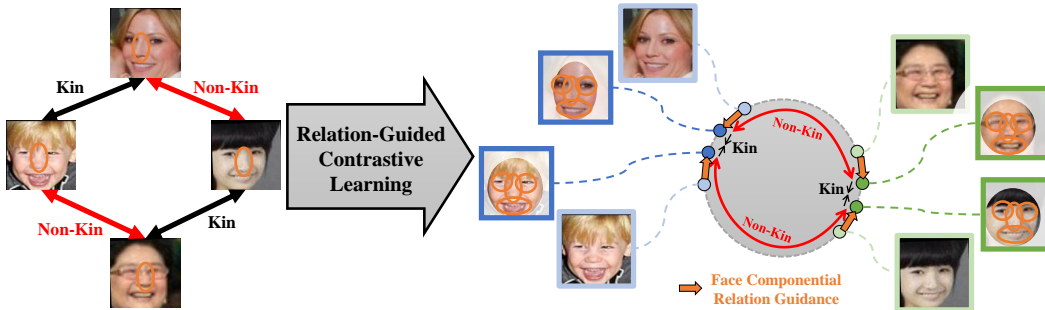 Kin
Non-Kin
Non-Kin
Kin
Relation-Guided
Contrastive
Learning
Non-Kin
Kin
Kin
Non-Kin
Face Componential
Relation Guidance